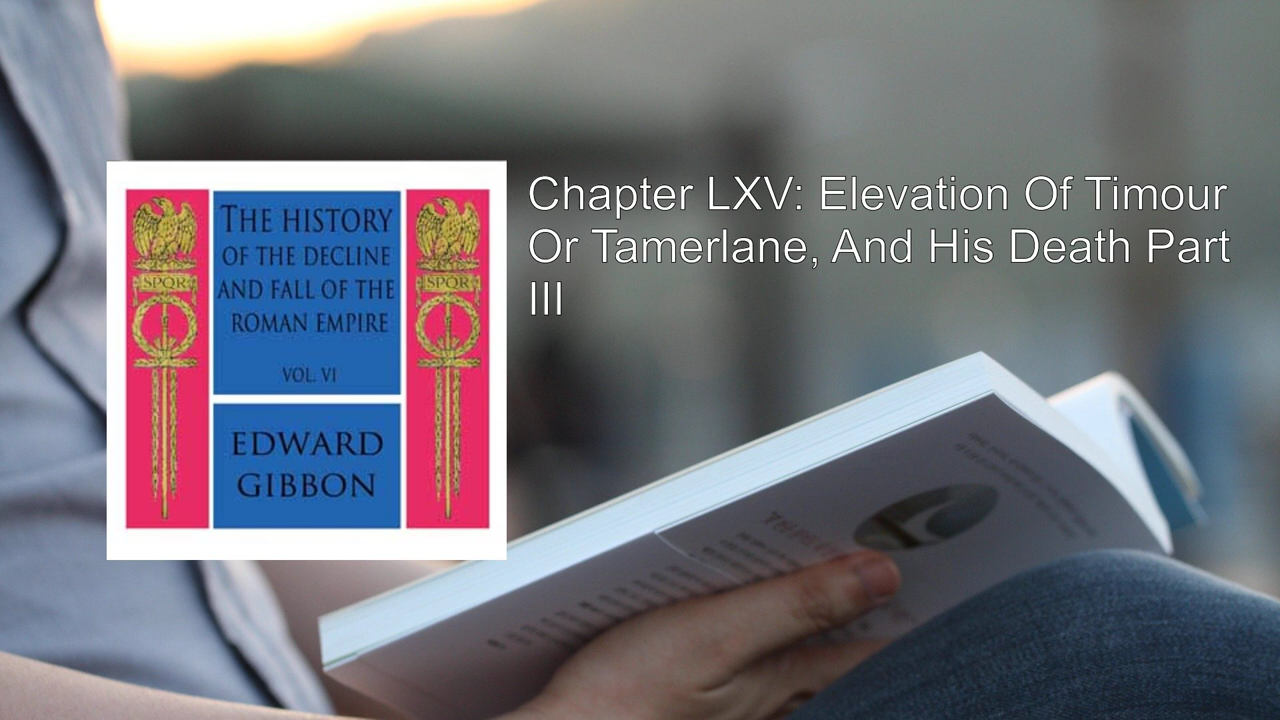 THE HISTORY
OF THE DECLINE
AND FALL OF THE
ROMAN EMPIRE
VOL. VI
EDWARD
GIBBON
SPQR
SPQR
Chapter LXV: Elevation Of Timour
Or Tamerlane, And His Death Part
III